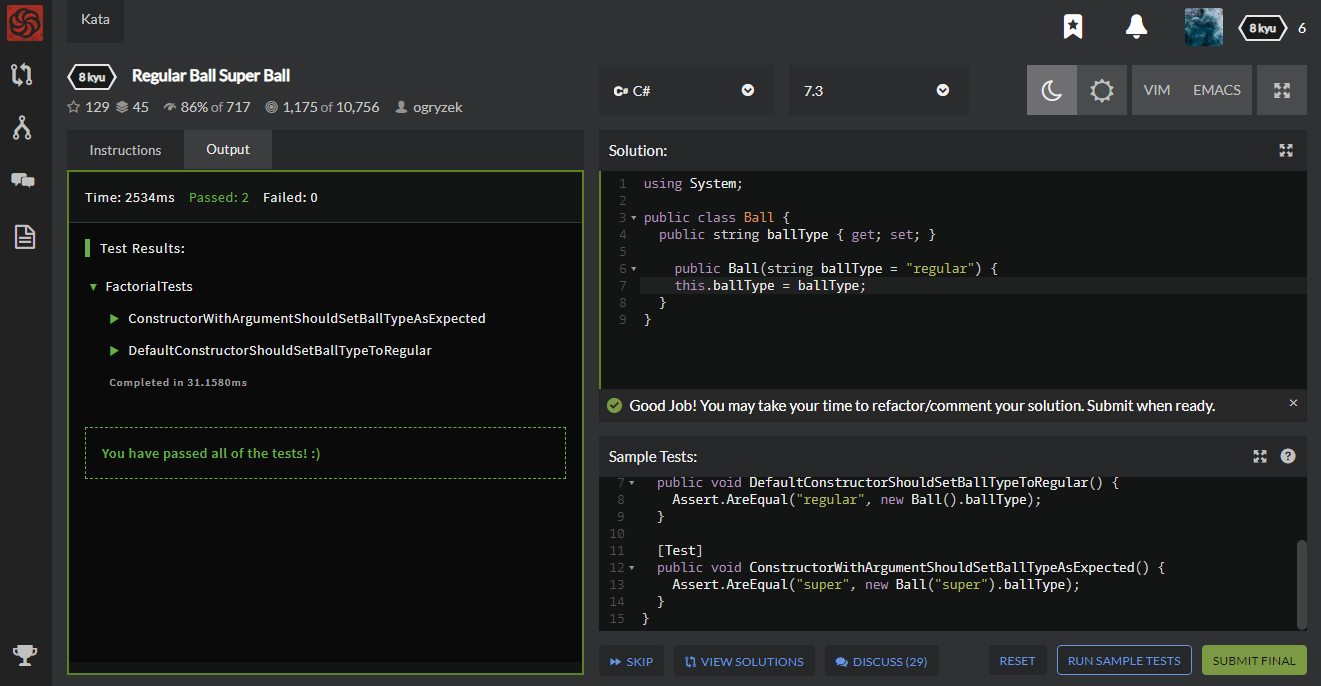 Kata
8 kyu
6
8 kyu
Regular Ball Super Ball
129 45 86% of 717 1,175 of 10,756 ogryzek
C# C#
7.3
VIM
EMACS
Instructions
Output
Time: 2534ms Passed: 2 Failed: 0
Test Results:
FactorialTests
ConstructorWithArgumentShouldSetBallTypeAsExpected
DefaultConstructorShouldSetBallTypeToRegular
Completed in 31.1580ms
You have passed all of the tests! :)
Solution:
1 using System;
2
3 public class Ball {
4 public string ballType { get; set; }
5
6 public Ball(string ballType = "regular") {
7 this.ballType = ballType;
8 }
9 }
Good Job! You may take your time to refactor/comment your solution. Submit when ready.
×
Sample Tests:
?
7 public void DefaultConstructorShouldSetBallTypeToRegular() {
8 Assert.AreEqual("regular", new Ball().ballType);
9 }
10
11 [Test]
12 public void ConstructorWithArgumentShouldSetBallTypeAsExpected() {
13 Assert.AreEqual("super", new Ball("super").ballType);
14 }
15 }
SKIP
VIEW SOLUTIONS
DISCUSS (29)
RESET
RUN SAMPLE TESTS
SUBMIT FINAL